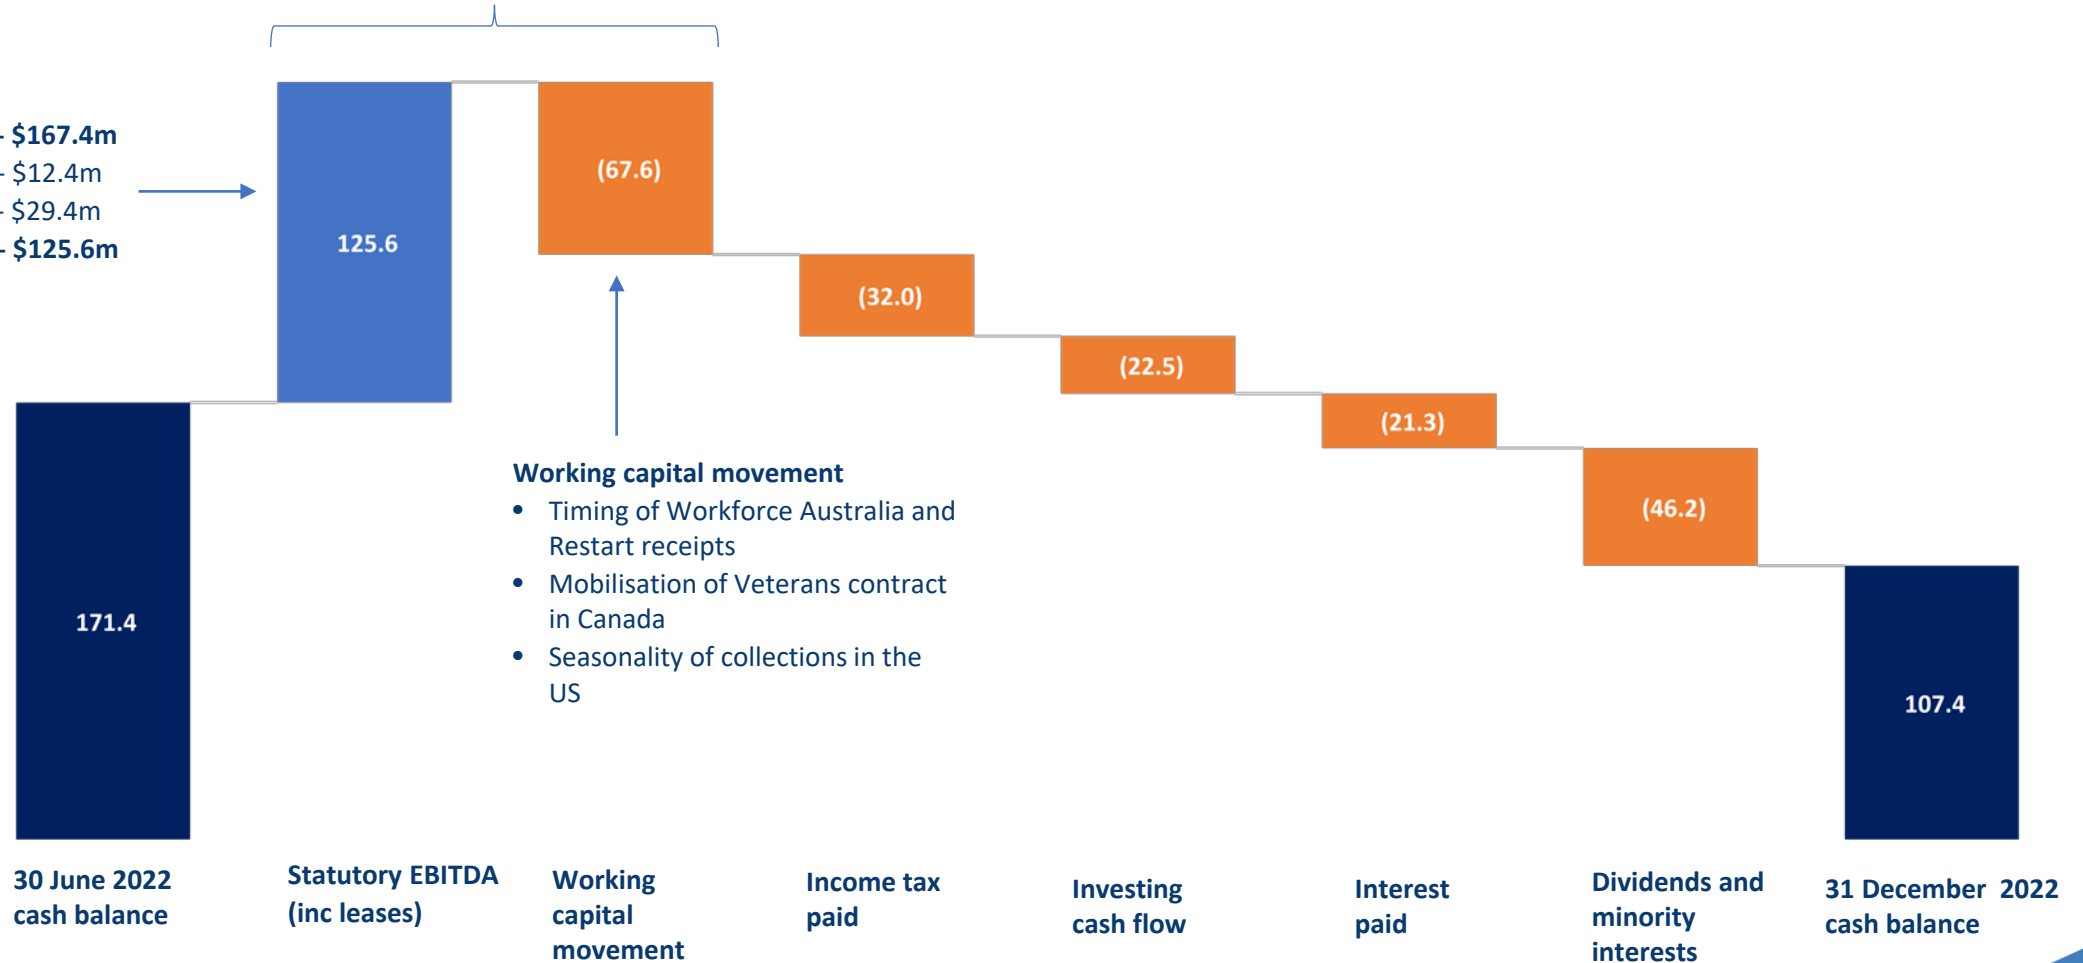 - $167.4m
- $12.4m
- $29.4m
- $125.6m
125.6
(67.6)
(32.0)
(22.5)
(21.3)
(46.2)
171.4
107.4
Working capital movement
• Timing of Workforce Australia and
Restart receipts
• Mobilisation of Veterans contract
in Canada
• Seasonality of collections in the
US
30 June 2022
cash balance
Statutory EBITDA
(inc leases)
Working
capital
movement
Income tax
paid
Investing
cash flow
Interest
paid
Dividends and
minority
interests
31 December 2022
cash balance